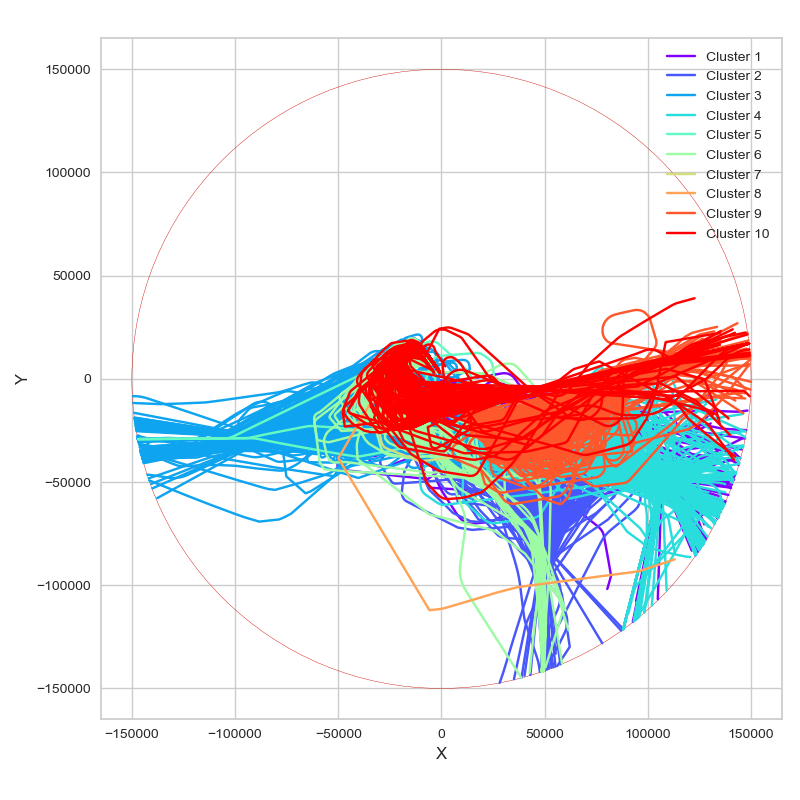 150000
100000
50000
0
−50000
−100000
−150000
Y
−150000
−100000
−50000
0
50000
100000
150000
X
Cluster 1
Cluster 2
Cluster 3
Cluster 4
Cluster 5
Cluster 6
Cluster 7
Cluster 8
Cluster 9
Cluster 10